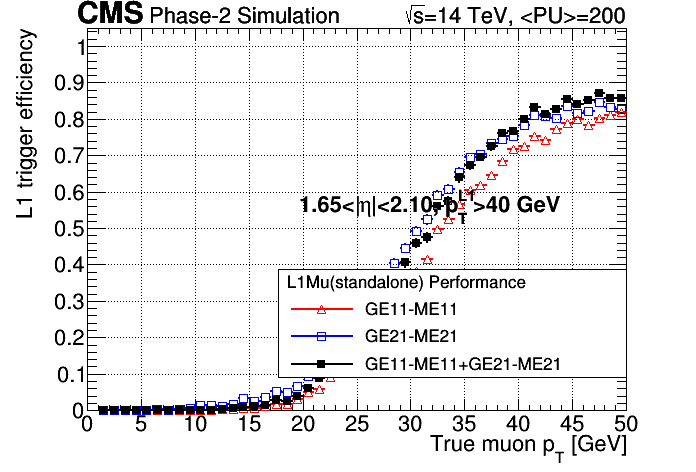 CMS Phase-2 Simulation √s=14 TeV, <PU>=200
L1 trigger efficiency
1
0.9
0.8
0.7
0.6
0.5
0.4
0.3
0.2
0.1
0
1.65<|η|<2.10, p_T^L1>40 GeV
L1Mu(standalone) Performance
GE11-ME11
GE21-ME21
GE11-ME11+GE21-ME21
0 5 10 15 20 25 30 35 40 45 50
True muon p_T [GeV]